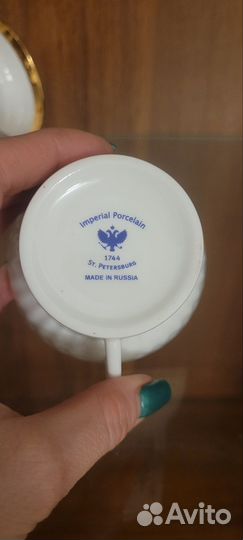 Imperial Porcelain
1744
St. Petersburg
MADE IN RUSSIA
Avito